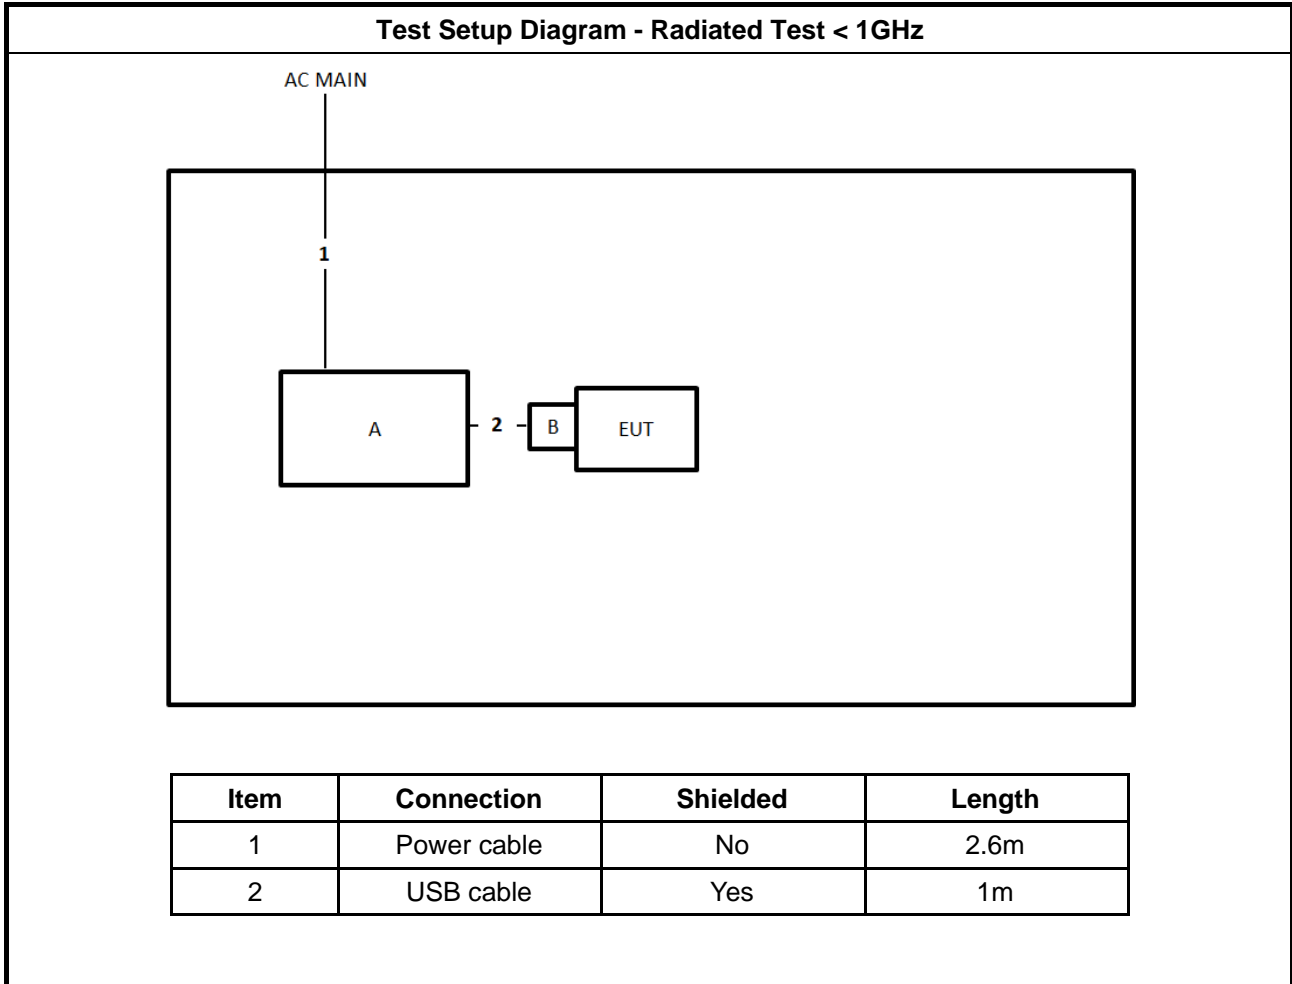 Test Setup Diagram - Radiated Test < 1GHz
AC MAIN
1
A
2
B
EUT
Item Connection Shielded Length
1 Power cable No 2.6m
2 USB cable Yes 1m